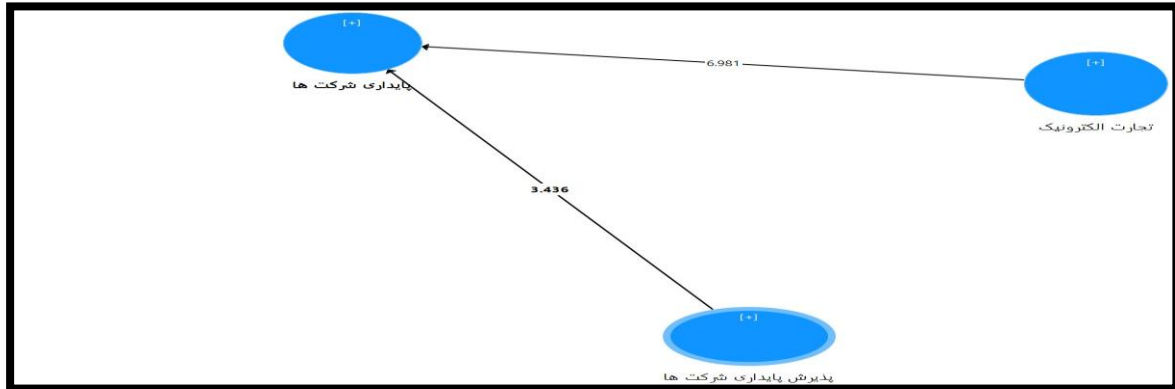 [+]
پایداری شرکت ها
6.981
[+]
تجارت الکترونیک
3.436
[+]
پذیرش پایداری شرکت ها